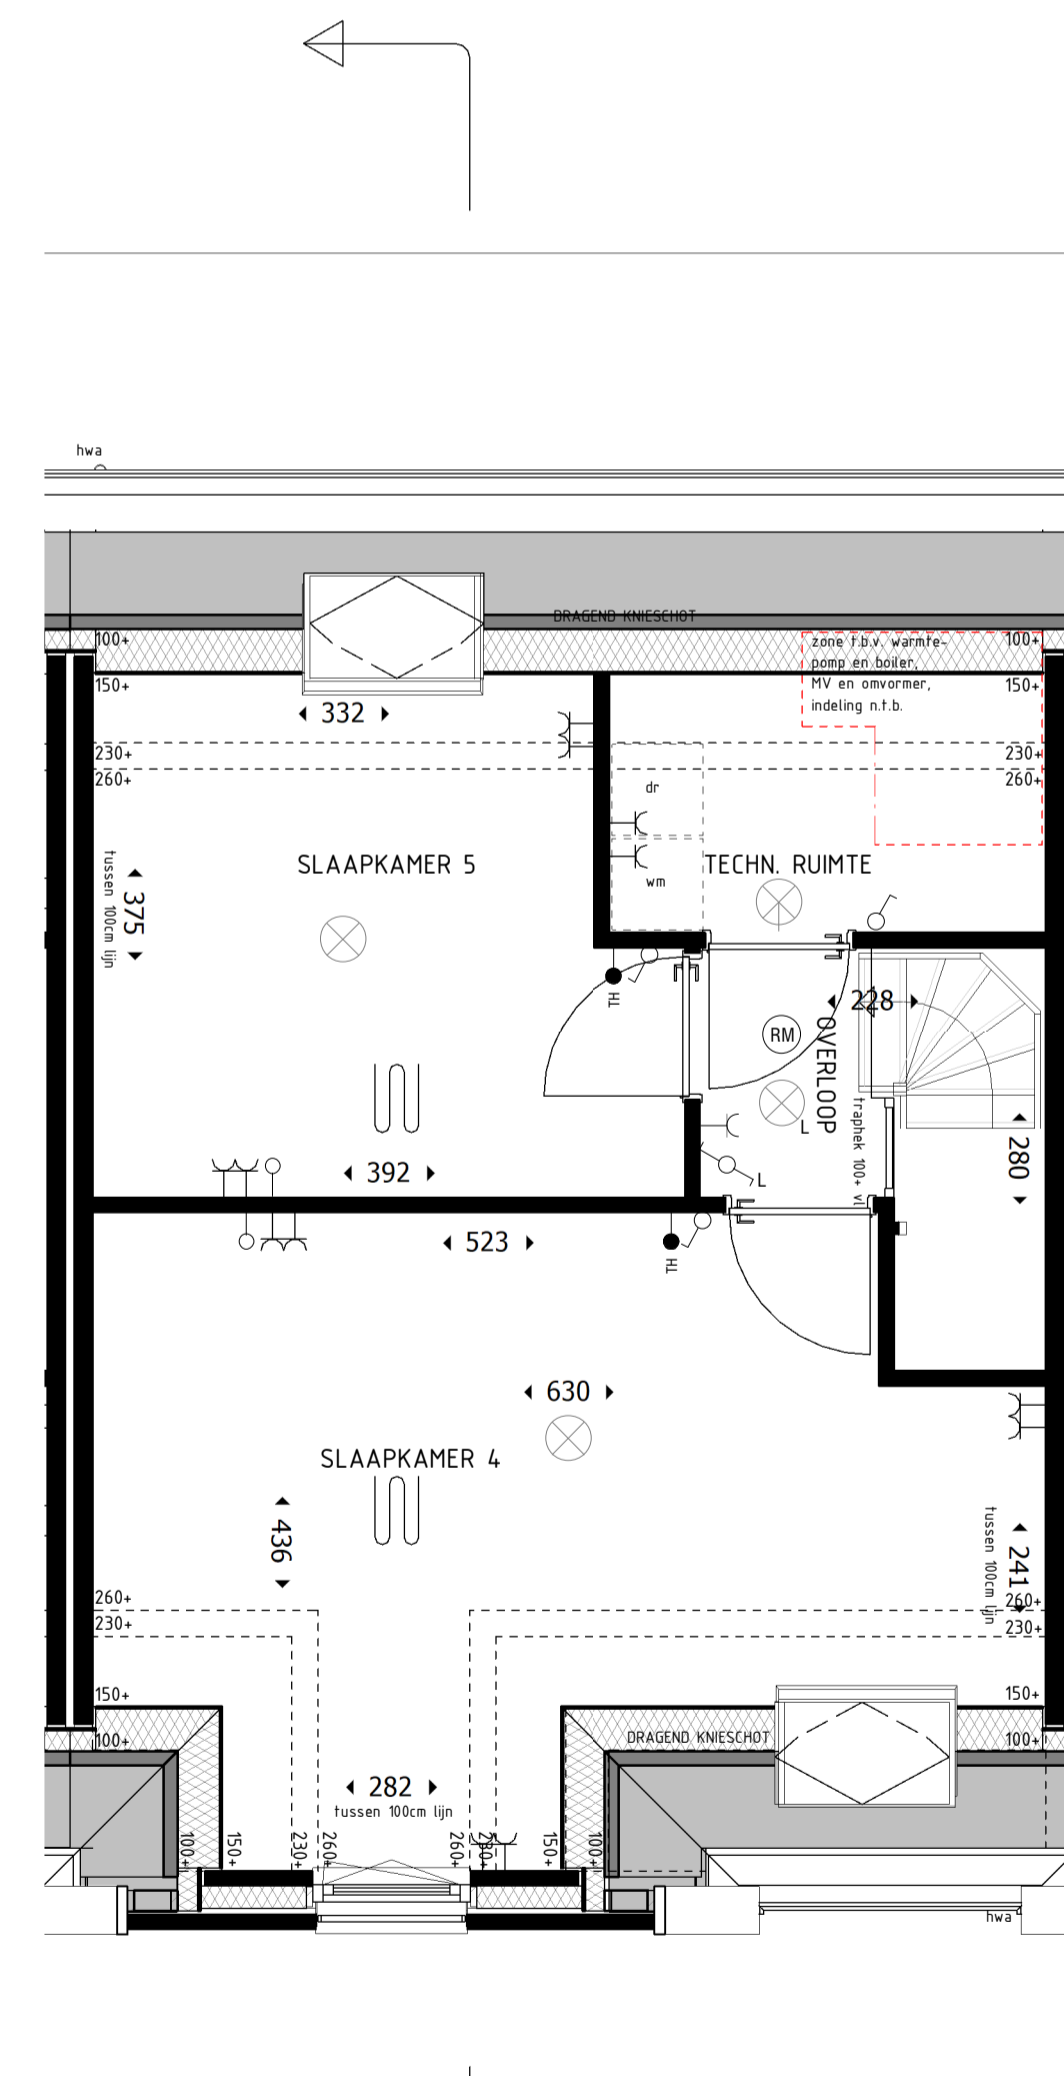 hwa
DRAGEND KNIESCHOT
100+
zone t.b.v. warmte-
pomp en boiler,
MV en omvormer,
indeling n.t.b.
100+
150+
150+
332
230+
230+
260+
260+
dr
wm
SLAAPKAMER 5
TECHN. RUIMTE
375
tussen 100cm lijn
TH
228
RM
OVERLOOP
L
traphek 100+ vl
280
392
L
523
TH
630
SLAAPKAMER 4
436
241
tussen 100cm lijn
260+
260+
230+
230+
150+
150+
DRAGEND KNIESCHOT
100+
100+
282
tussen 100cm lijn
100+
150+
230+
260+
260+
230+
150+
100+
hwa